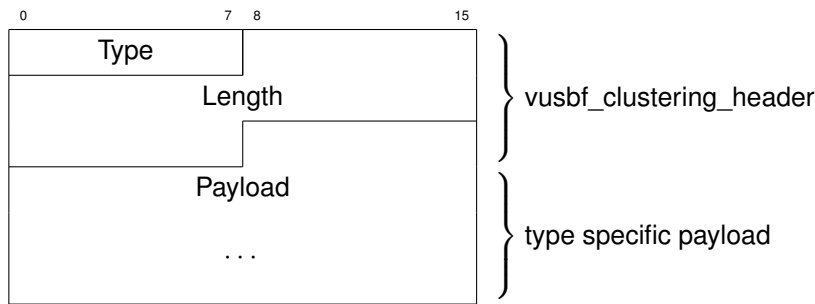 0 7 8 15
Type
Length
vusbf_clustering_header
Payload
type specific payload
...